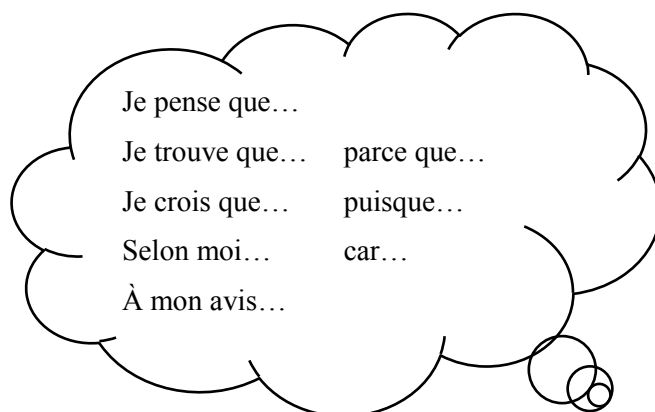 Je pense que…
Je trouve que… parce que…
Je crois que… puisque…
Selon moi… car…
À mon avis…